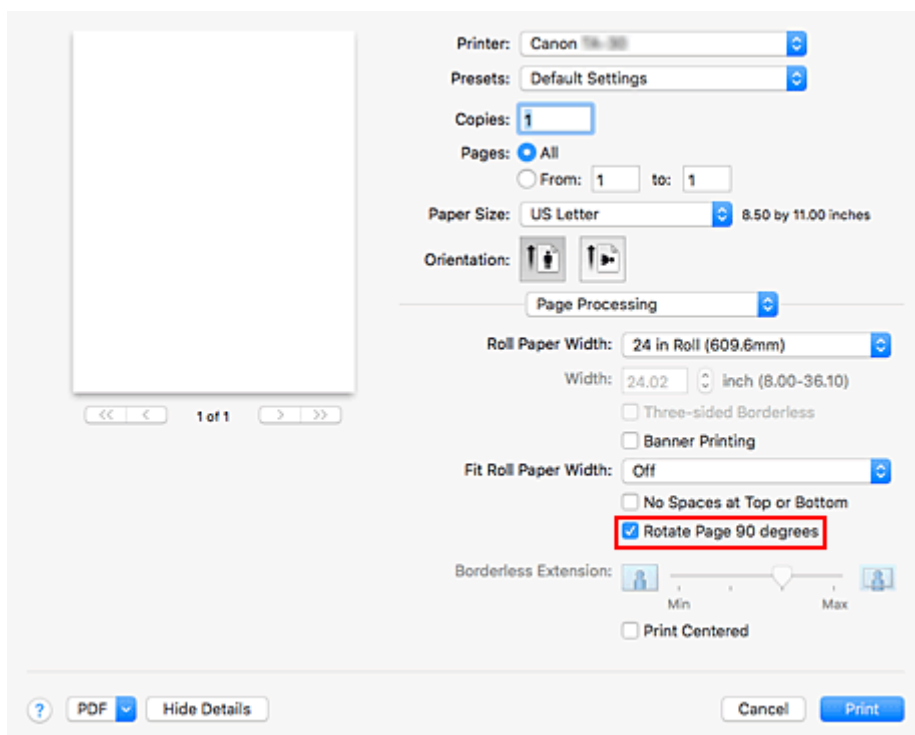 Printer: Canon
Presets: Default Settings
Copies: 1
Pages: All
From: 1 to: 1
Paper Size: US Letter 8.50 by 11.00 inches
Orientation:
Page Processing
Roll Paper Width: 24 in Roll (609.6mm)
Width: 24.02 inch (8.00-36.10)
<< < 1 of 1 > >>
Three-sided Borderless
Banner Printing
Fit Roll Paper Width: Off
No Spaces at Top or Bottom
Rotate Page 90 degrees
Borderless Extension:
Min Max
Print Centered
? PDF Hide Details Cancel Print